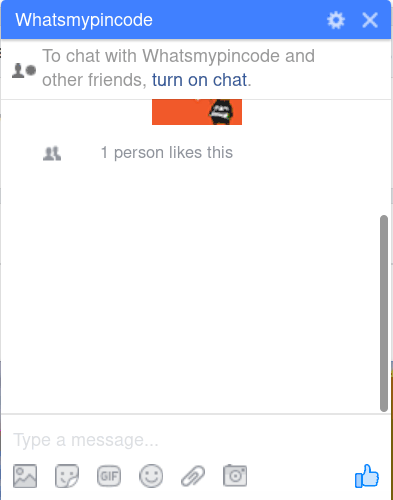 Whatsmypincode
To chat with Whatsmypincode and
other friends, turn on chat.
1 person likes this
Type a message...
GIF